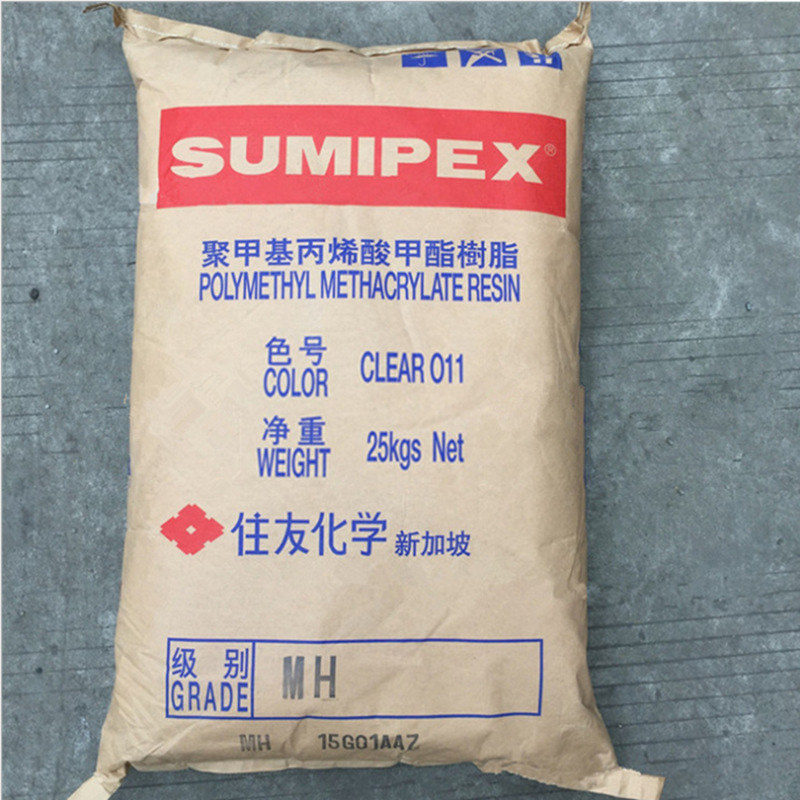 SUMIPEX®
聚甲基丙烯酸甲酯樹脂
POLYMETHYL METHACRYLATE RESIN
色号
COLOR
CLEAR 011
净重
WEIGHT
25kgs Net
住友化学 新加坡
级别
GRADE
MH
MH 15G01AAZ